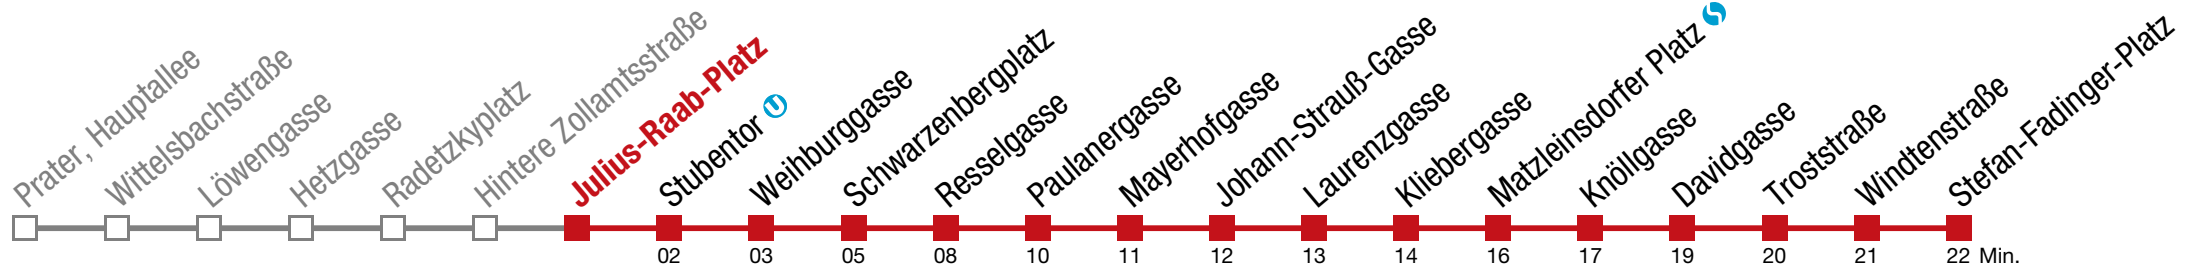 Prater, Hauptallee
Wittelsbachstraße
Löwengasse
Hetzgasse
Radetzkyplatz
Hintere Zollamtsstraße
Julius-Raab-Platz
Stubentor U
Weihburggasse
Schwarzenbergplatz
Resselgasse
Paulanergasse
Mayerhofgasse
Johann-Strauß-Gasse
Laurenzgasse
Kliebergasse
Matzleinsdorfer Platz S
Knöllgasse
Davidgasse
Troststraße
Windtenstraße
Stefan-Fadinger-Platz
02 03 05 08 10 11 12 13 14 16 17 19 20 21 22 Min.